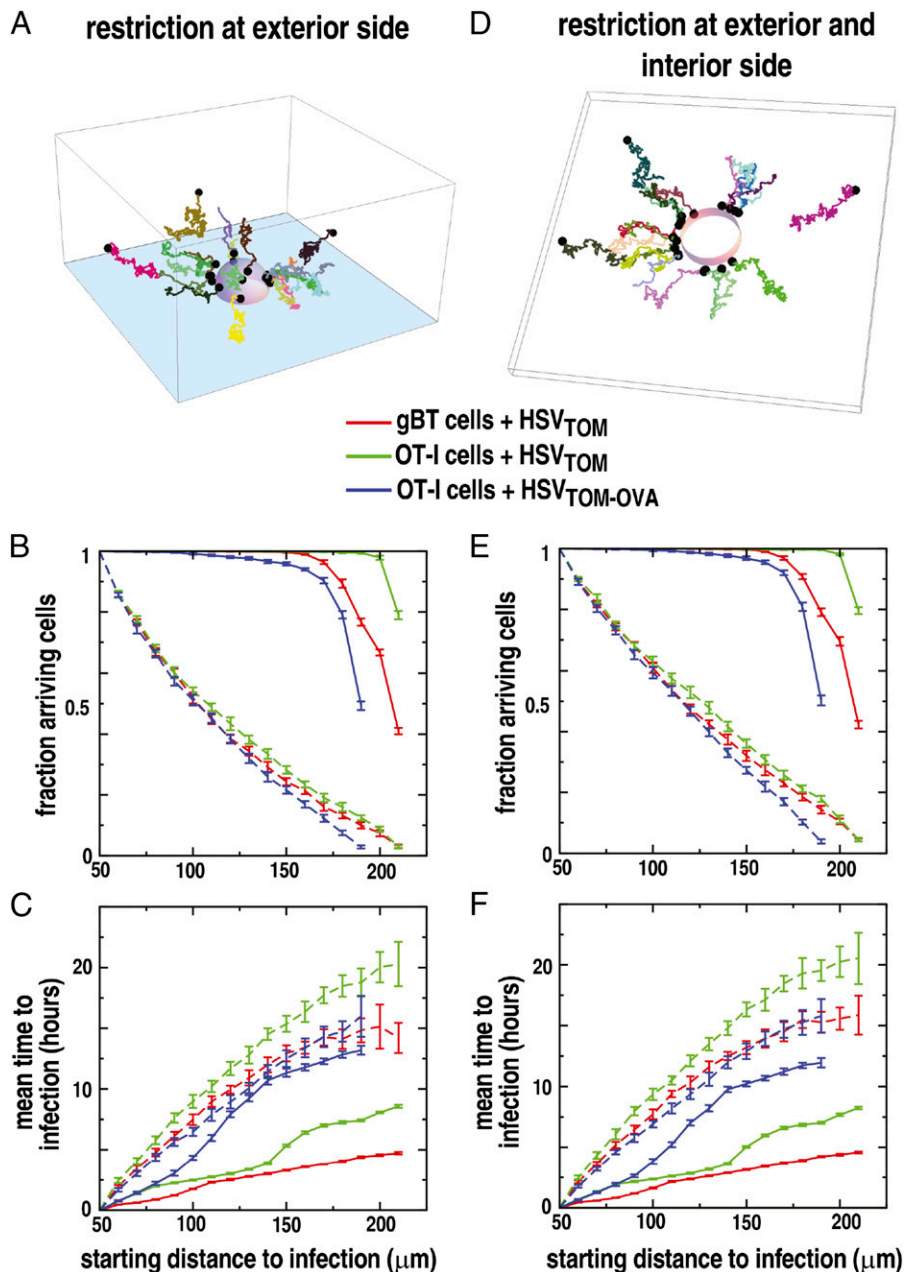 A
restriction at exterior side
D
restriction at exterior and
interior side
gBT cells + HSVTOM
OT-I cells + HSVTOM
OT-I cells + HSVTOM-OVA
B
fraction arriving cells
1
0.5
0
50
100
150
200
E
fraction arriving cells
1
0.5
0
50
100
150
200
C
mean time to
infection (hours)
20
10
0
50
100
150
200
starting distance to infection (μm)
F
mean time to
infection (hours)
20
10
0
50
100
150
200
starting distance to infection (μm)